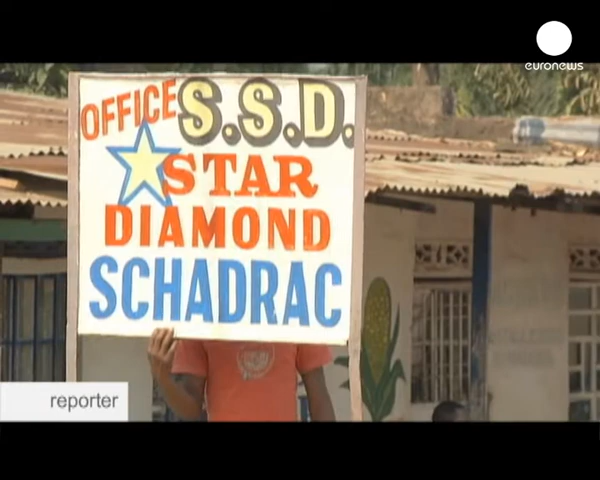 euronews
OFFICE S.S.D.
STAR
DIAMOND
SCHADRAC
reporter